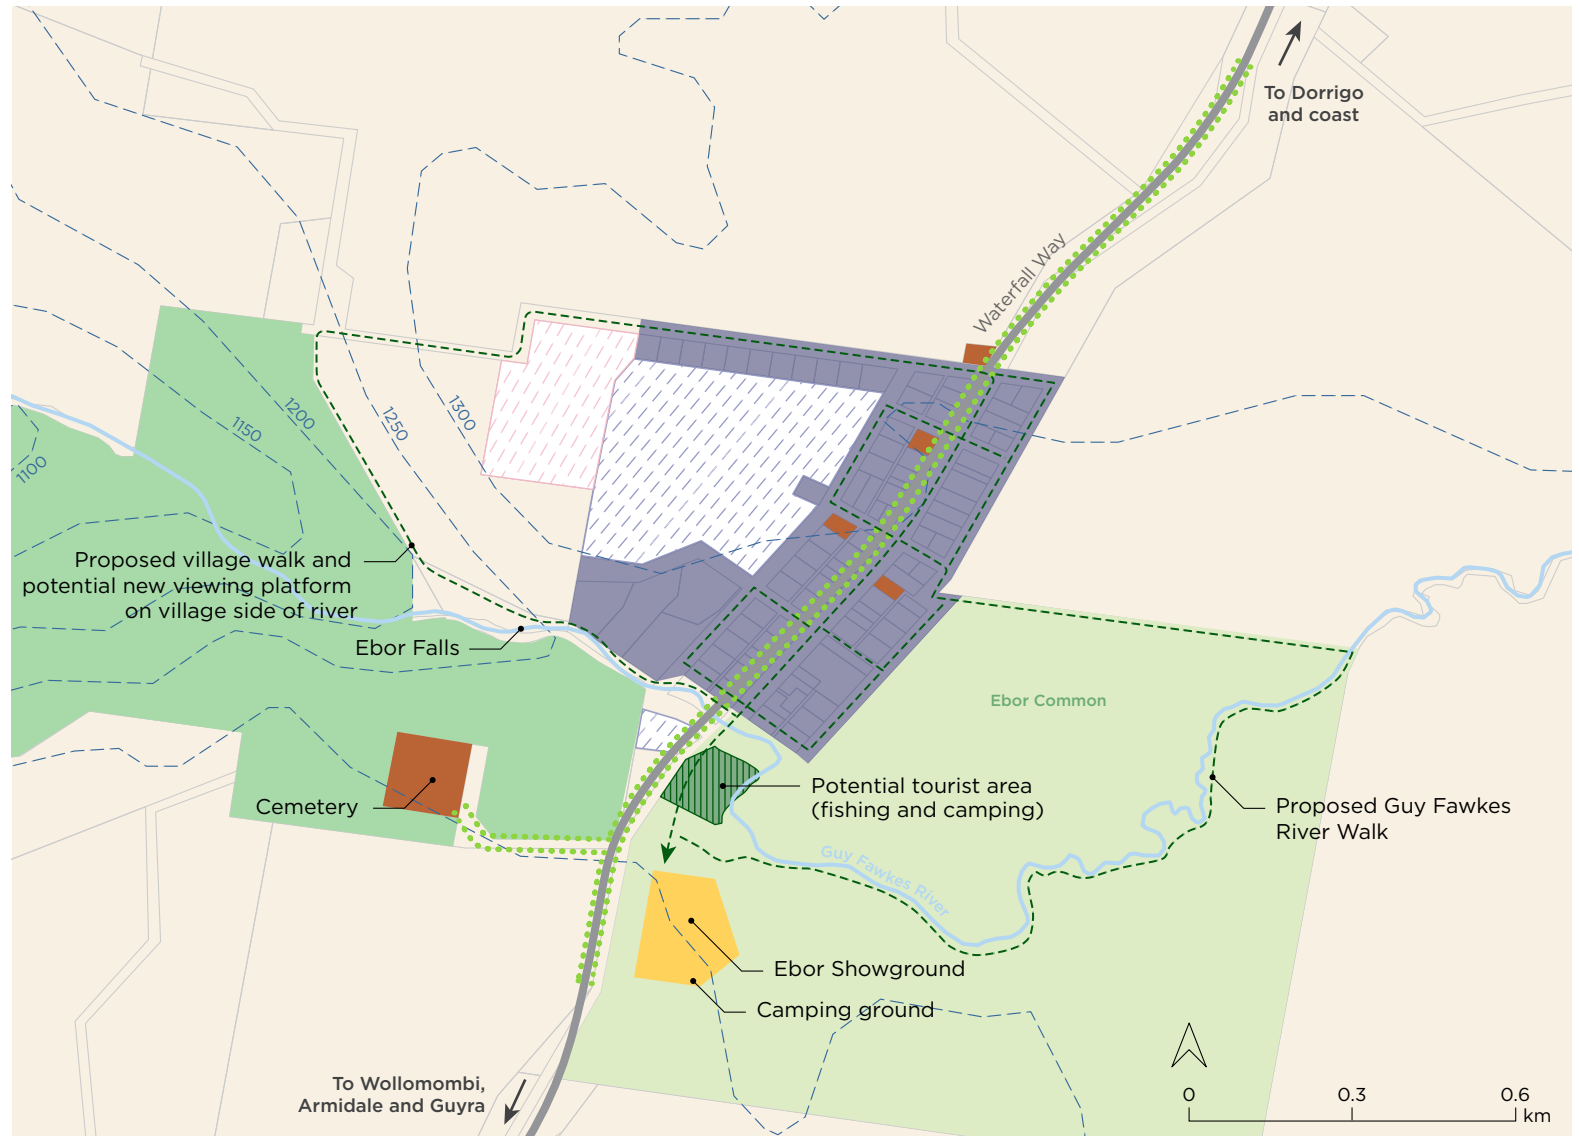 To Dorrigo
and coast
Waterfall Way
1300
1250
1200
1150
1100
Proposed village walk and
potential new viewing platform
on village side of river
Ebor Falls
Ebor Common
Cemetery
Potential tourist area
(fishing and camping)
Proposed Guy Fawkes
River Walk
Guy Fawkes River
Ebor Showground
Camping ground
To Wollomombi,
Armidale and Guyra
0 0.3 0.6
km